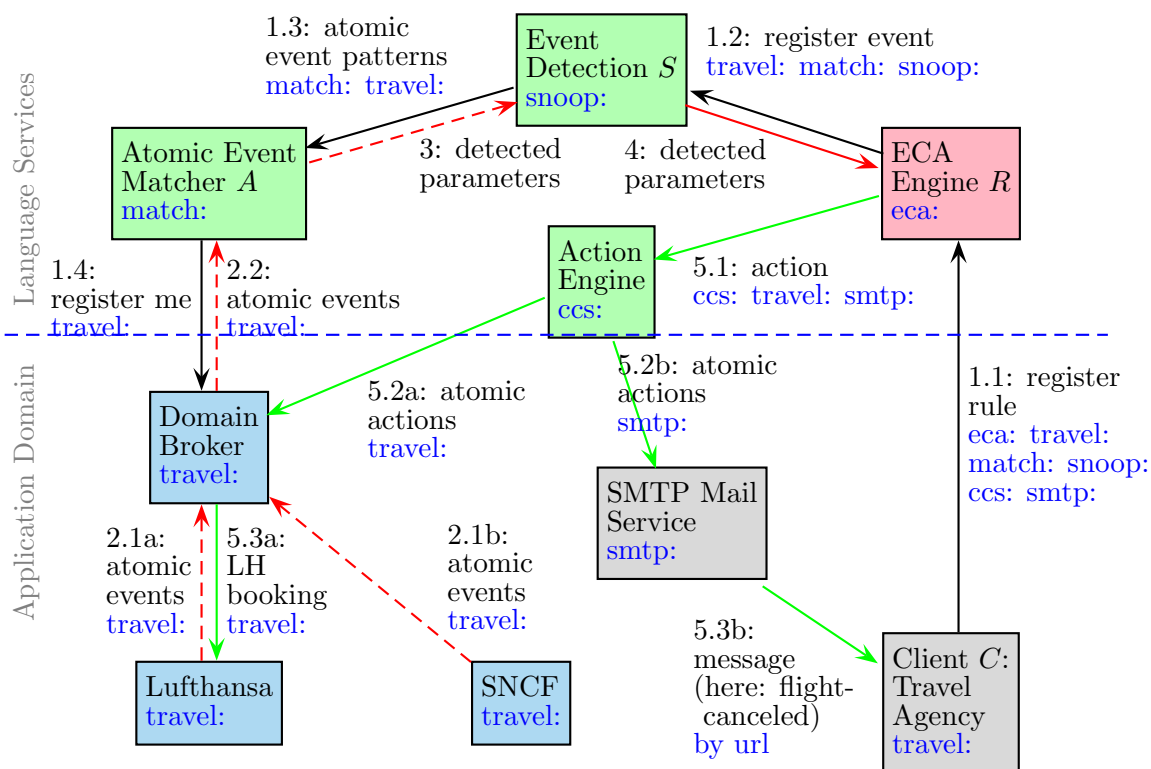 1.3: atomic
event patterns
match: travel:
Event
Detection S
snoop:
1.2: register event
travel: match: snoop:
Language Services
Atomic Event
Matcher A
match:
3: detected
parameters
4: detected
parameters
ECA
Engine R
eca:
1.4:
register me
travel:
2.2:
atomic events
travel:
Action
Engine
ccs:
5.1: action
ccs: travel: smtp:
Application Domain
Domain
Broker
travel:
5.2a: atomic
actions
travel:
5.2b: atomic
actions
smtp:
1.1: register
rule
eca: travel:
match: snoop:
ccs: smtp:
SMTP Mail
Service
smtp:
2.1a:
atomic
events
travel:
5.3a:
LH
booking
travel:
2.1b:
atomic
events
travel:
5.3b:
message
(here: flight-
canceled)
by url
Lufthansa
travel:
SNCF
travel:
Client C:
Travel
Agency
travel: